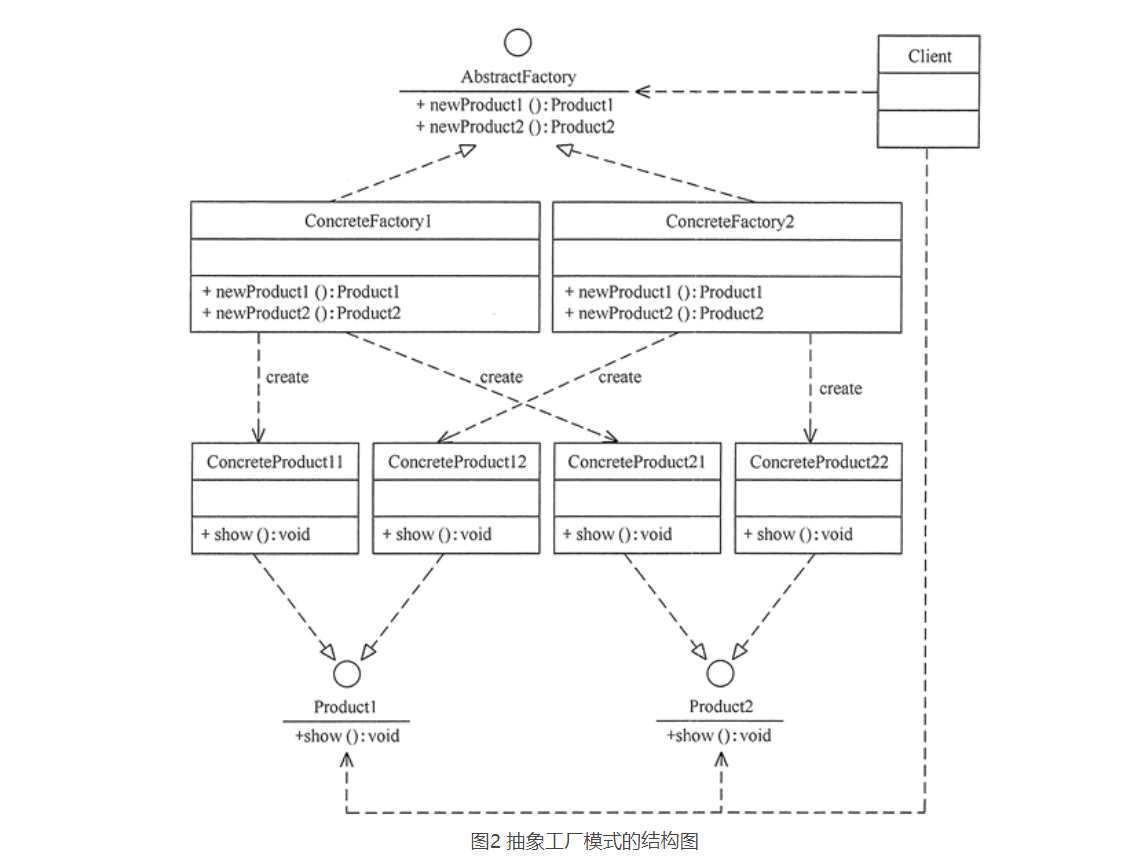 AbstractFactory
+ newProduct1 () : Product1
+ newProduct2 () : Product2
Client
ConcreteFactory1
+ newProduct1 () : Product1
+ newProduct2 () : Product2
ConcreteFactory2
+ newProduct1 () : Product1
+ newProduct2 () : Product2
create
create
create
create
ConcreteProduct11
+ show () : void
ConcreteProduct12
+ show () : void
ConcreteProduct21
+ show () : void
ConcreteProduct22
+ show () : void
Product1
+show () : void
Product2
+show () : void
图2 抽象工厂模式的结构图